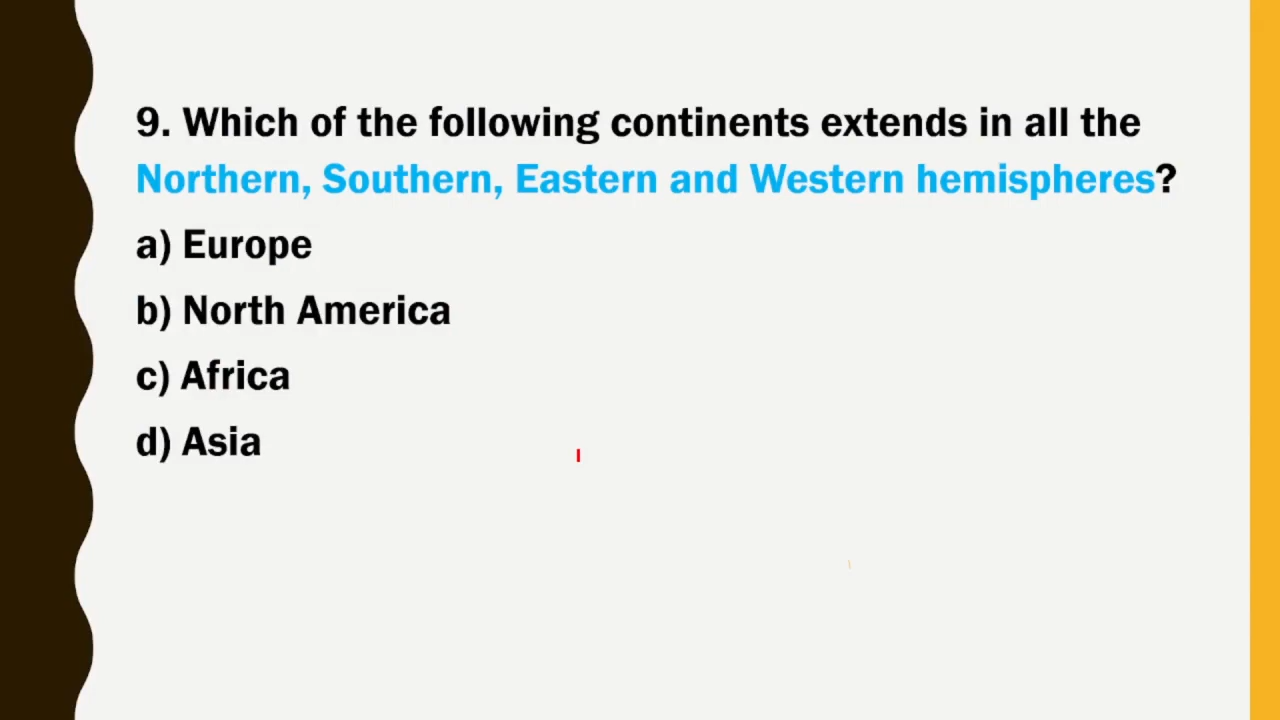 9. Which of the following continents extends in all the
Northern, Southern, Eastern and Western hemispheres?
a) Europe
b) North America
c) Africa
d) Asia